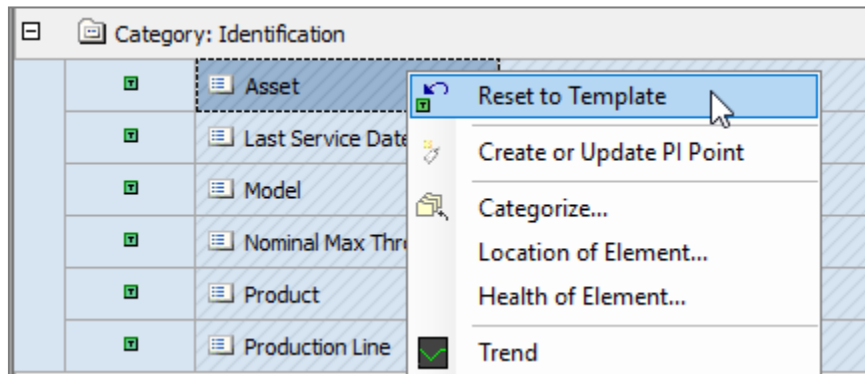 Category: Identification
Asset
Reset to Template
Last Service Date
Create or Update PI Point
Model
Categorize...
Nominal Max
Location of Element...
Product
Health of Element...
Production Line
Trend